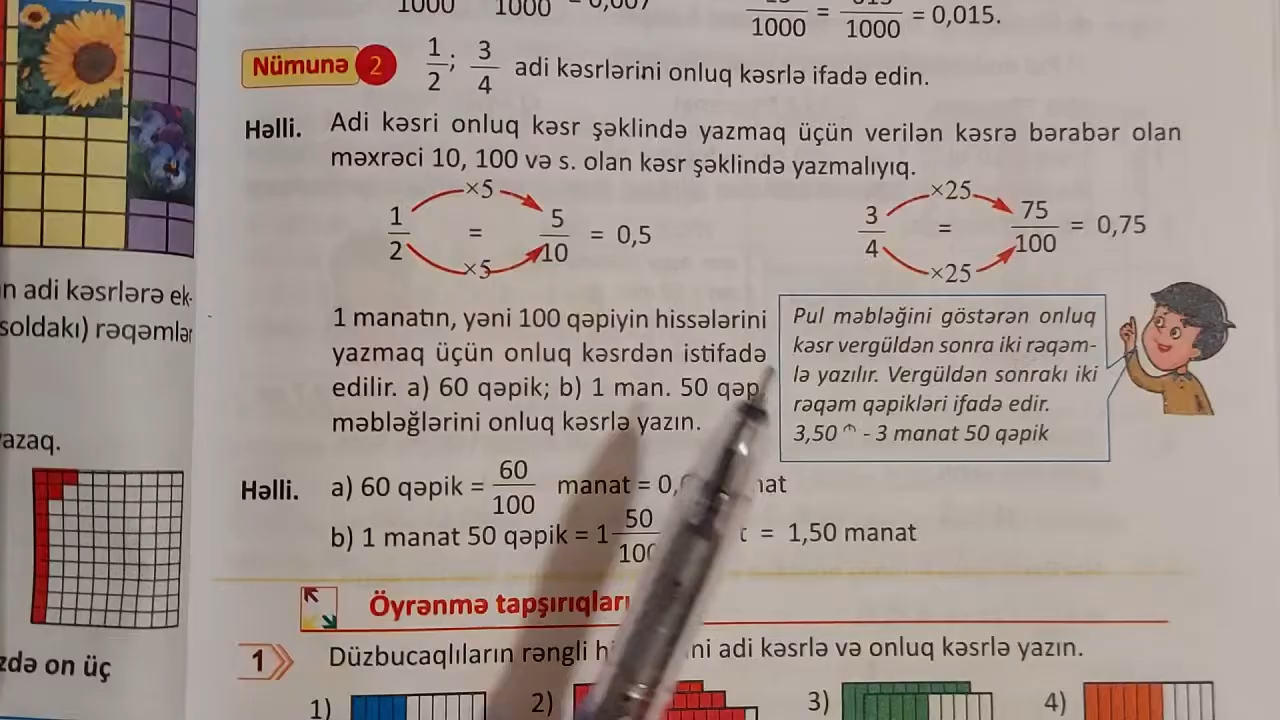 1000 1000 = 0,007
1000 = 1000 = 0,015.
Nümunə 2 1/2; 3/4 adi kəsrlərini onluq kəsrlə ifadə edin.
Həlli. Adi kəsri onluq kəsr şəklində yazmaq üçün verilən kəsrə bərabər olan
məxrəci 10, 100 və s. olan kəsr şəklində yazmalıyıq.
×5 ×25
1/2 = 5/10 = 0,5 3/4 = 75/100 = 0,75
×5 ×25
n adi kəsrlərə ek-
soldakı) rəqəmlər
1 manatın, yəni 100 qəpiyin hissələrini
yazmaq üçün onluq kəsrdən istifadə
edilir. a) 60 qəpik; b) 1 man. 50 qəp
məbləğlərini onluq kəsrlə yazın.
Pul məbləğini göstərən onluq
kəsr vergüldən sonra iki rəqəm-
lə yazılır. Vergüldən sonrakı iki
rəqəm qəpikləri ifadə edir.
3,50 ₼ - 3 manat 50 qəpik
azaq.
Həlli. a) 60 qəpik = 60/100 manat = 0, nat
b) 1 manat 50 qəpik = 1 50/100 = 1,50 manat
Öyrənmə tapşırıqları
zdə on üç
1 Düzbucaqlıların rəngli ni adi kəsrlə və onluq kəsrlə yazın.
1) 2) 3) 4)